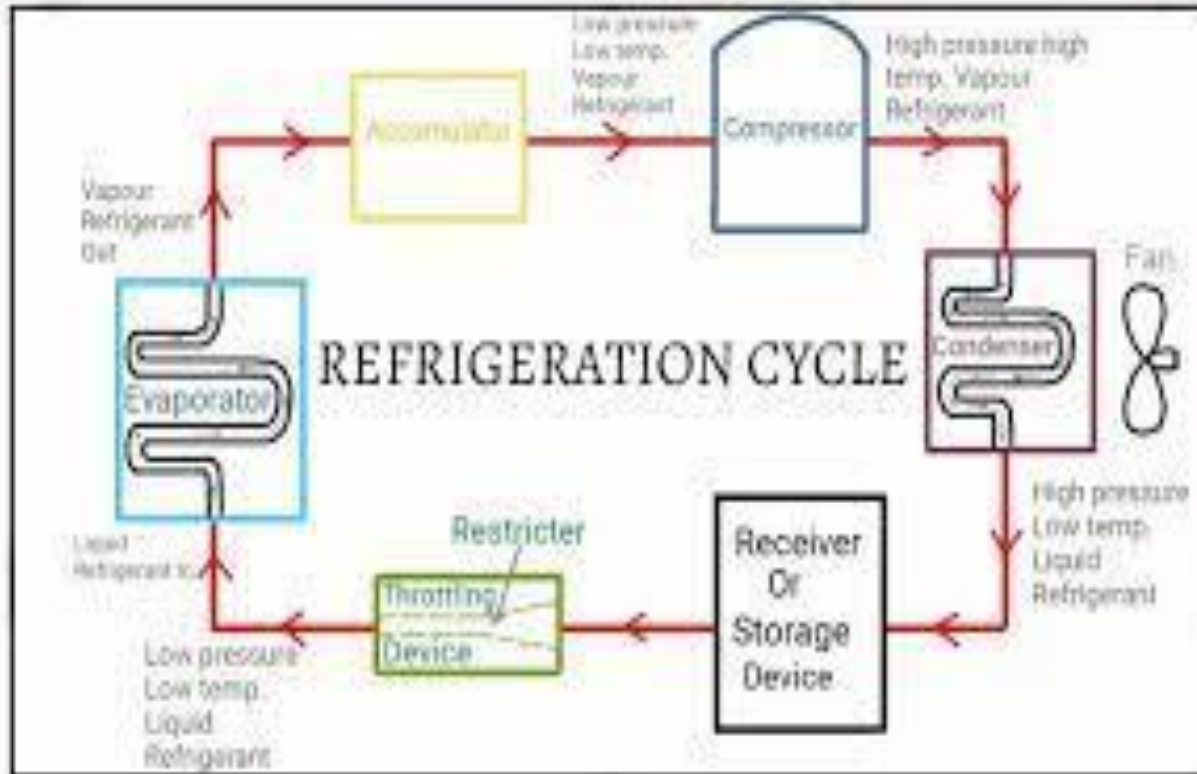 Low pressure
Low temp.
Vapour
Refrigerant
High pressure high
temp. Vapour
Refrigerant
Accumulator
Compressor
Vapour
Refrigerant
Out
Fan
REFRIGERATION CYCLE
Condenser
Evaporator
High pressure
Low temp.
Liquid
Refrigerant
Restricter
Receiver
Or
Storage
Device
Liquid
Refrigerant In
Throttling
Device
Low pressure
Low temp.
Liquid
Refrigerant